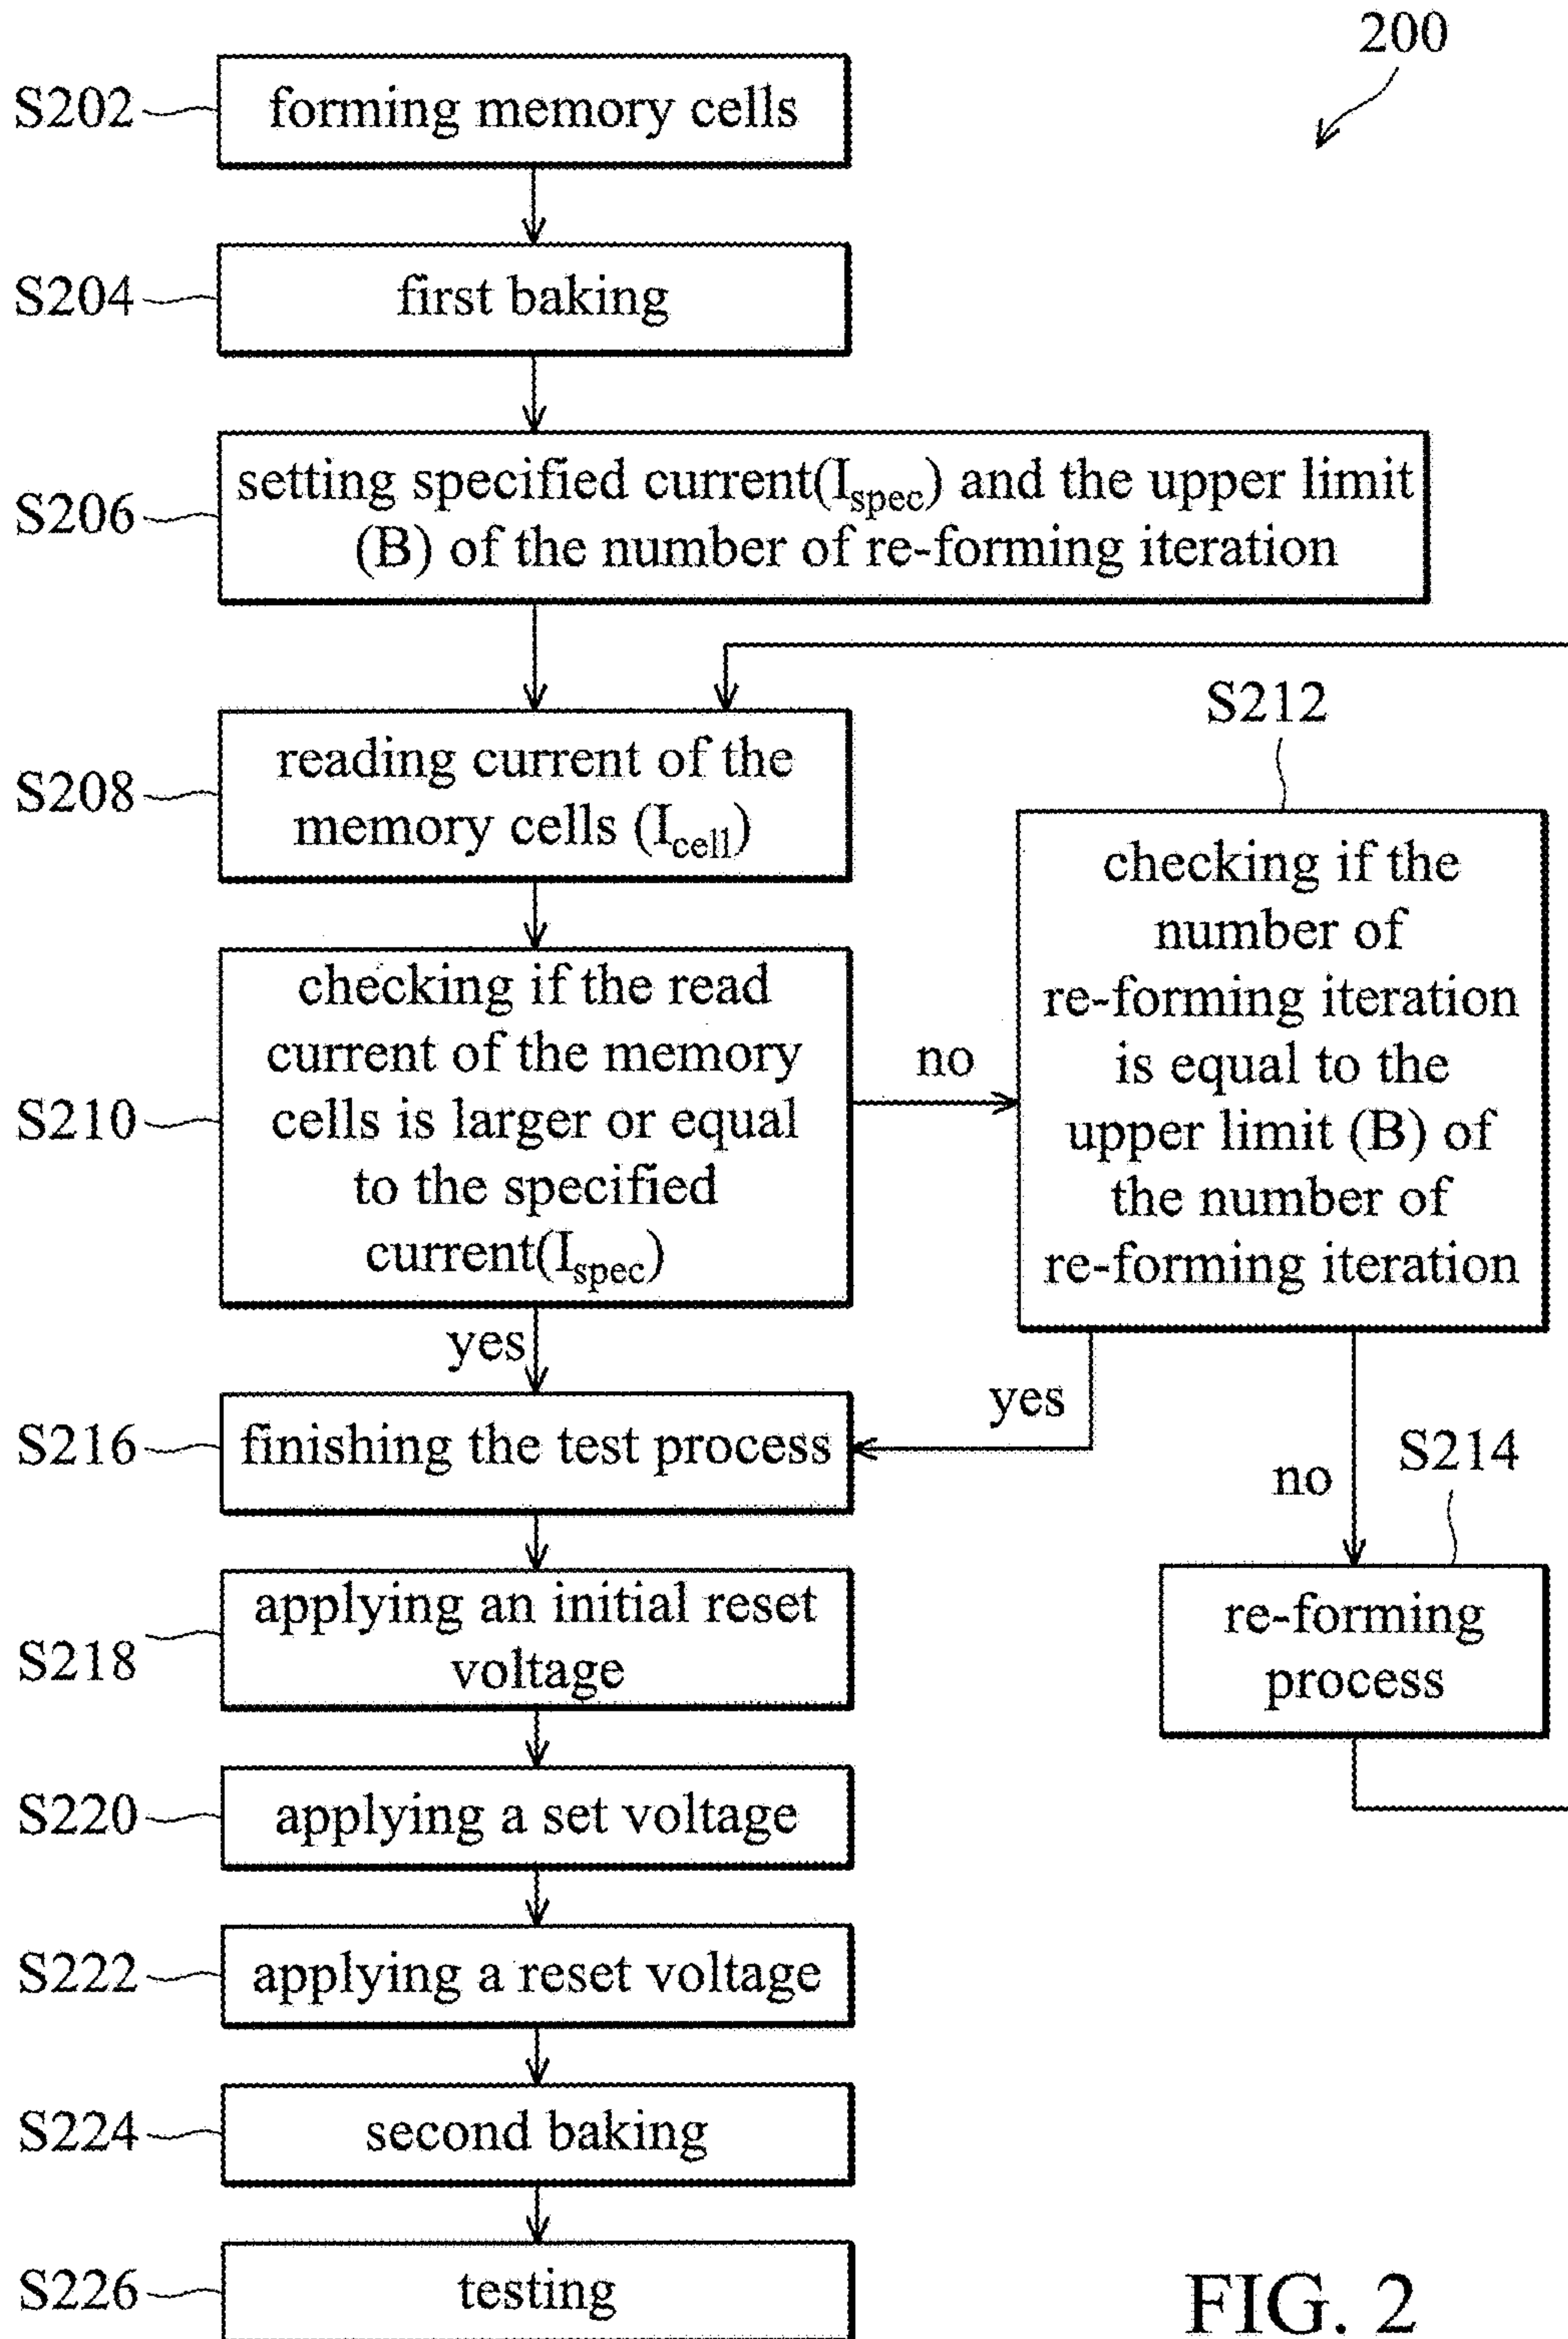 200
S202
forming memory cells
S204
first baking
S206
setting specified current(Ispec) and the upper limit
(B) of the number of re-forming iteration
S208
reading current of the
memory cells (Icell)
S210
checking if the read
current of the memory
cells is larger or equal
to the specified
current(Ispec)
no
yes
S212
checking if the
number of
re-forming iteration
is equal to the
upper limit (B) of
the number of
re-forming iteration
yes
no
S214
re-forming
process
S216
finishing the test process
S218
applying an initial reset
voltage
S220
applying a set voltage
S222
applying a reset voltage
S224
second baking
S226
testing
FIG. 2